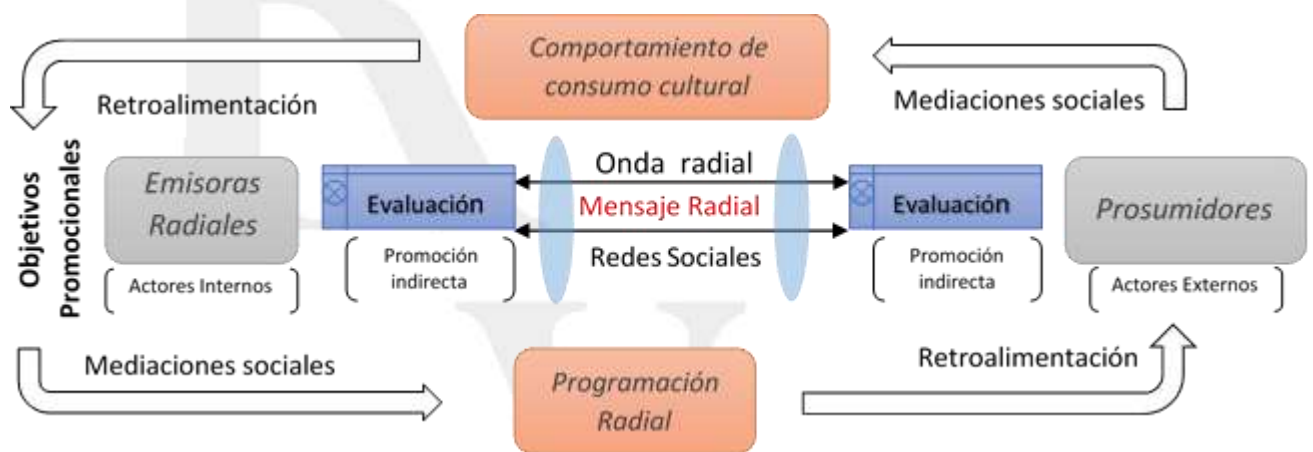 Comportamiento de
consumo cultural
Retroalimentación
Mediaciones sociales
Objetivos
Promocionales
Emisoras
Radiales
Actores Internos
Evaluación
Promoción
indirecta
Onda radial
Mensaje Radial
Redes Sociales
Evaluación
Promoción
indirecta
Prosumidores
Actores Externos
Mediaciones sociales
Programación
Radial
Retroalimentación